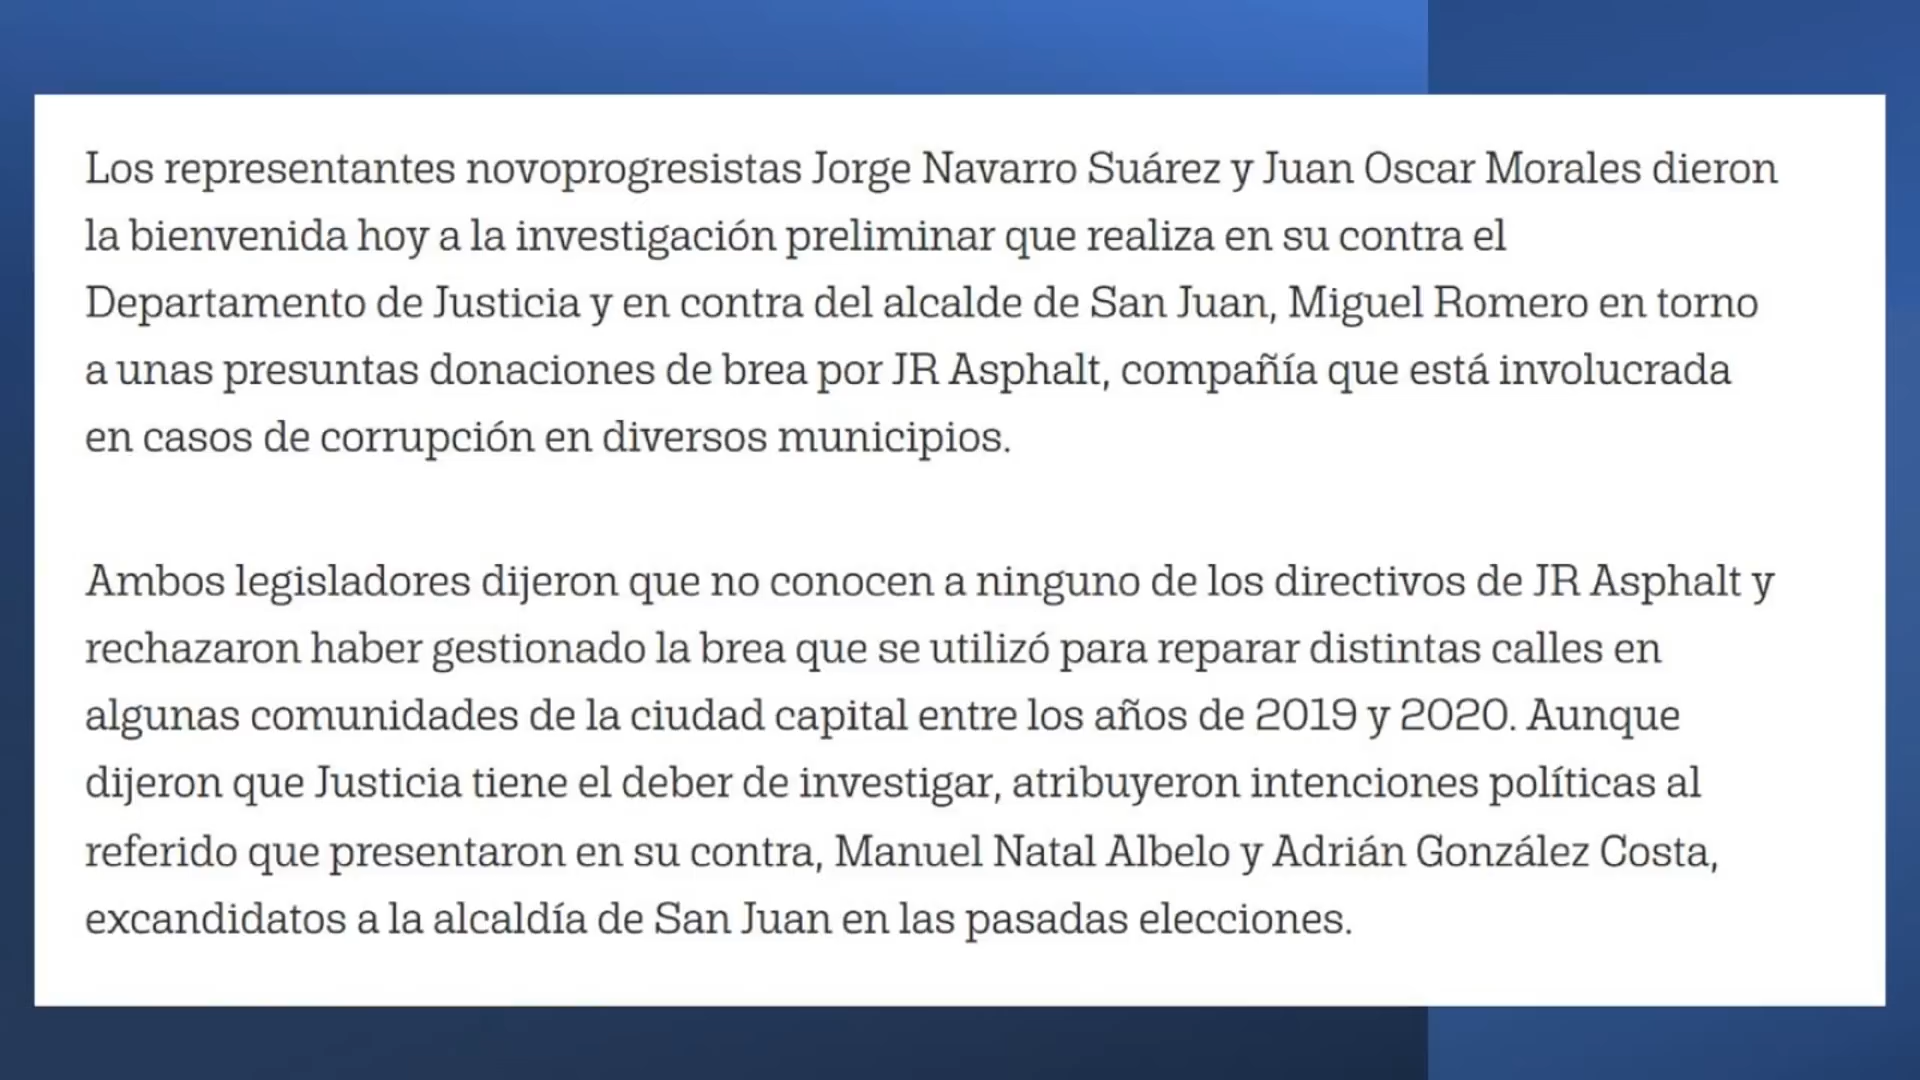 Los representantes novoprogresistas Jorge Navarro Suárez y Juan Oscar Morales dieron
la bienvenida hoy a la investigación preliminar que realiza en su contra el
Departamento de Justicia y en contra del alcalde de San Juan, Miguel Romero en torno
a unas presuntas donaciones de brea por JR Asphalt, compañía que está involucrada
en casos de corrupción en diversos municipios.
Ambos legisladores dijeron que no conocen a ninguno de los directivos de JR Asphalt y
rechazaron haber gestionado la brea que se utilizó para reparar distintas calles en
algunas comunidades de la ciudad capital entre los años de 2019 y 2020. Aunque
dijeron que Justicia tiene el deber de investigar, atribuyeron intenciones políticas al
referido que presentaron en su contra, Manuel Natal Albelo y Adrián González Costa,
excandidatos a la alcaldía de San Juan en las pasadas elecciones.